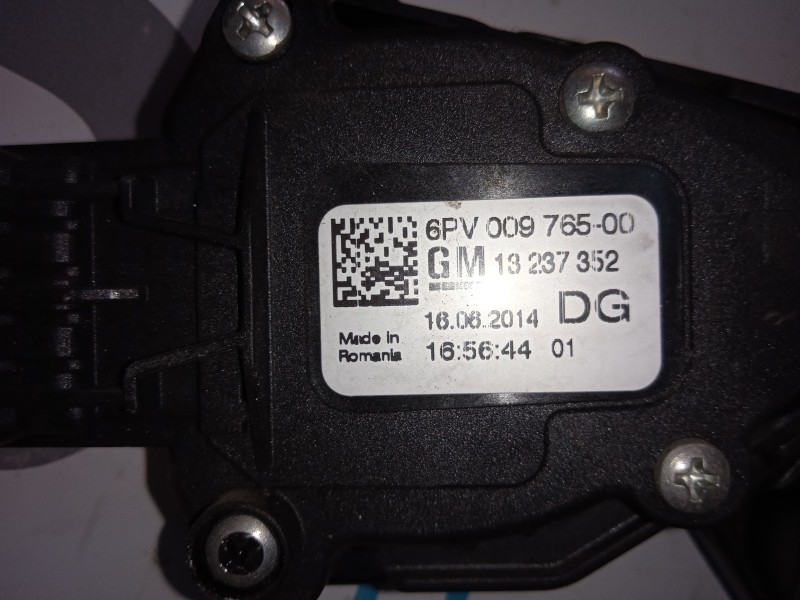 6PV 009 765-00
GM 13 237 352
16.06.2014 DG
Made in
Romania
16:56:44 01